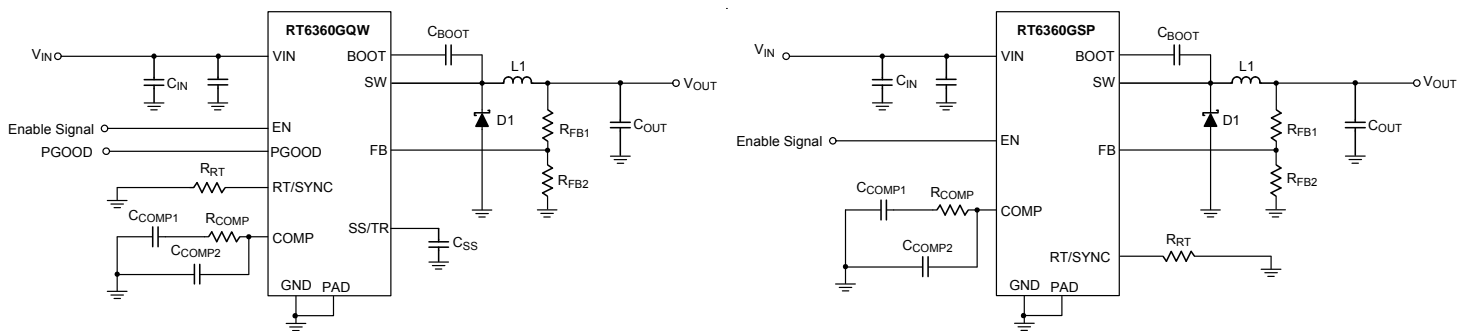 RT6360GQW
VIN
CIN
VIN
BOOT
CBOOT
SW
L1
VOUT
D1
RFB1
COUT
Enable Signal
EN
PGOOD
PGOOD
FB
RFB2
RRT
RT/SYNC
CCOMP1
RCOMP
COMP
CCOMP2
SS/TR
CSS
GND
PAD
RT6360GSP
VIN
CIN
VIN
BOOT
CBOOT
SW
L1
VOUT
D1
RFB1
COUT
Enable Signal
EN
FB
RFB2
CCOMP1
RCOMP
COMP
CCOMP2
RT/SYNC
RRT
GND
PAD